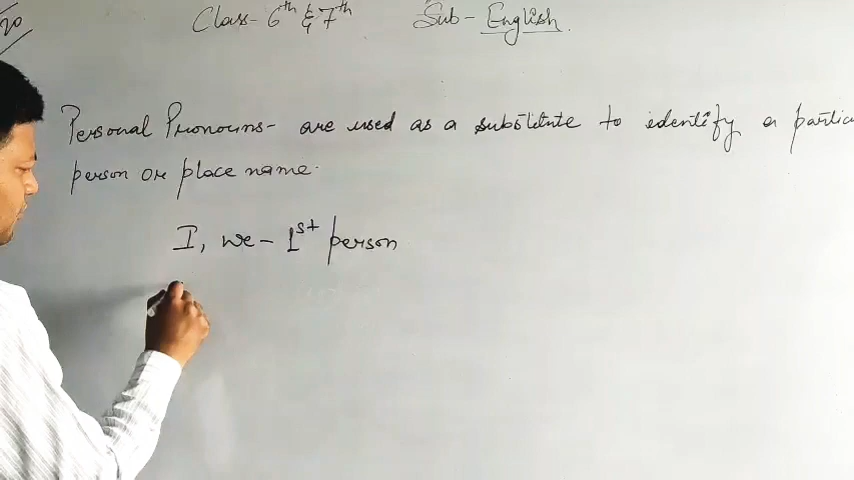 Class- 6th & 7th Sub- English.
Personal Pronouns- are used as a substitute to identify a
person or place name.
I, we - 1st person